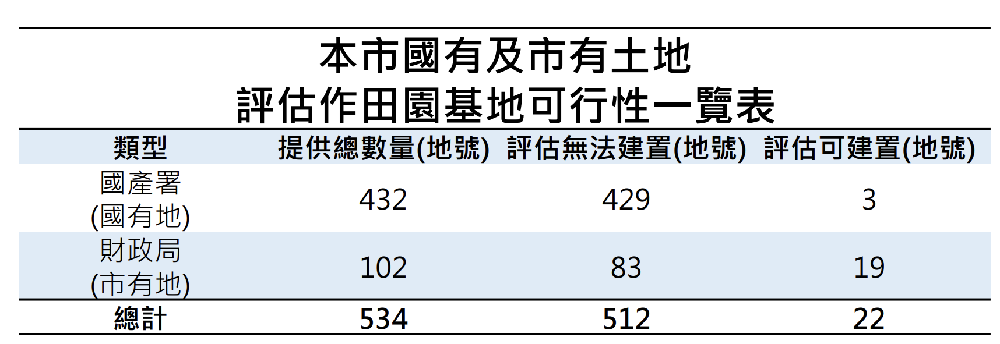 本市國有及市有土地
評估作田園基地可行性一覽表
類型 提供總數量(地號) 評估無法建置(地號) 評估可建置(地號)
國產署
(國有地) 432 429 3
財政局
(市有地) 102 83 19
總計 534 512 22